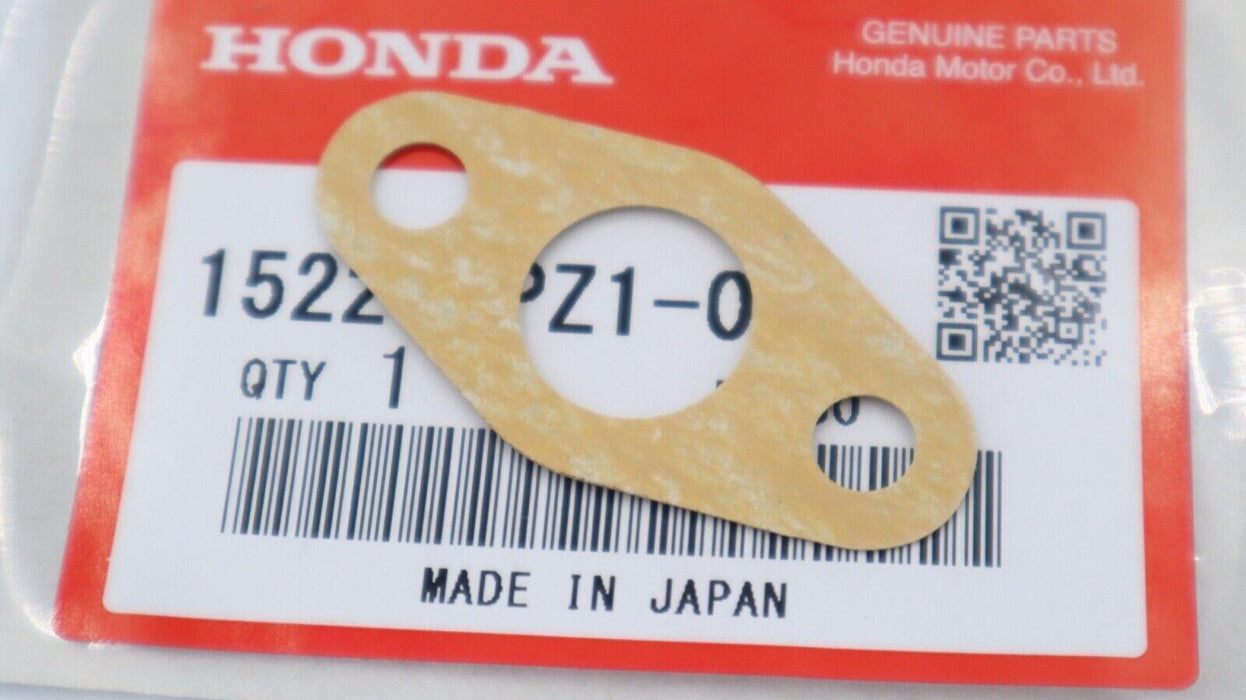 HONDA
GENUINE PARTS
Honda Motor Co., Ltd.
1522 PZ1-0
QTY 1
MADE IN JAPAN